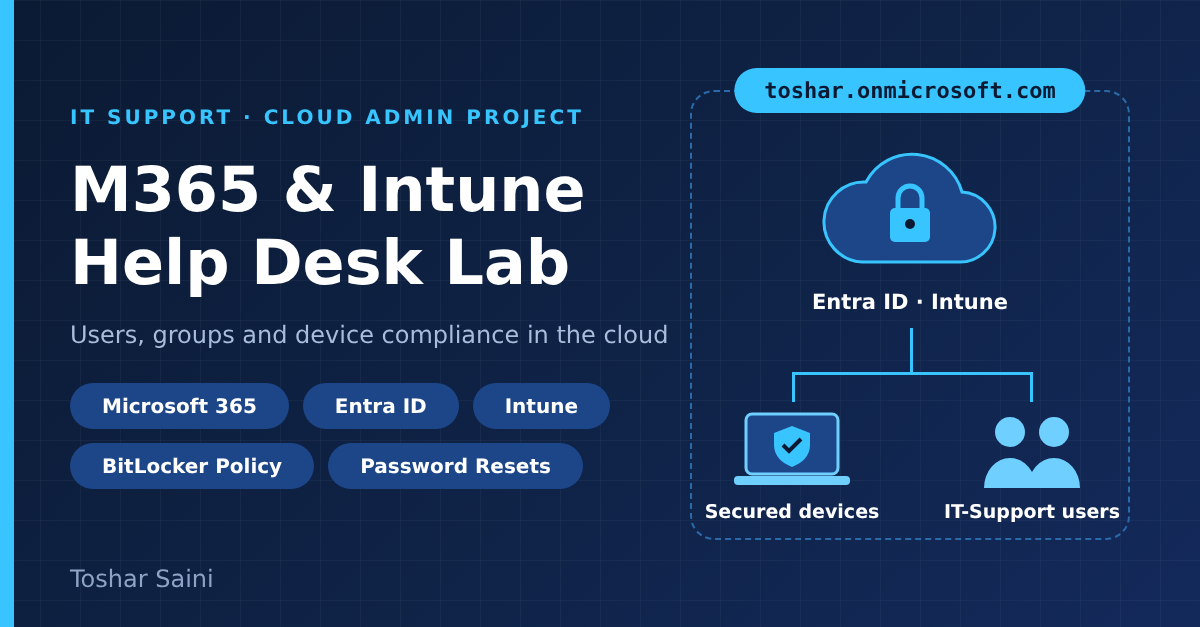 IT SUPPORT · CLOUD ADMIN PROJECT
M365 & Intune
Help Desk Lab
Users, groups and device compliance in the cloud
Microsoft 365
Entra ID
Intune
BitLocker Policy
Password Resets
Toshar Saini
toshar.onmicrosoft.com
Entra ID · Intune
Secured devices
IT-Support users